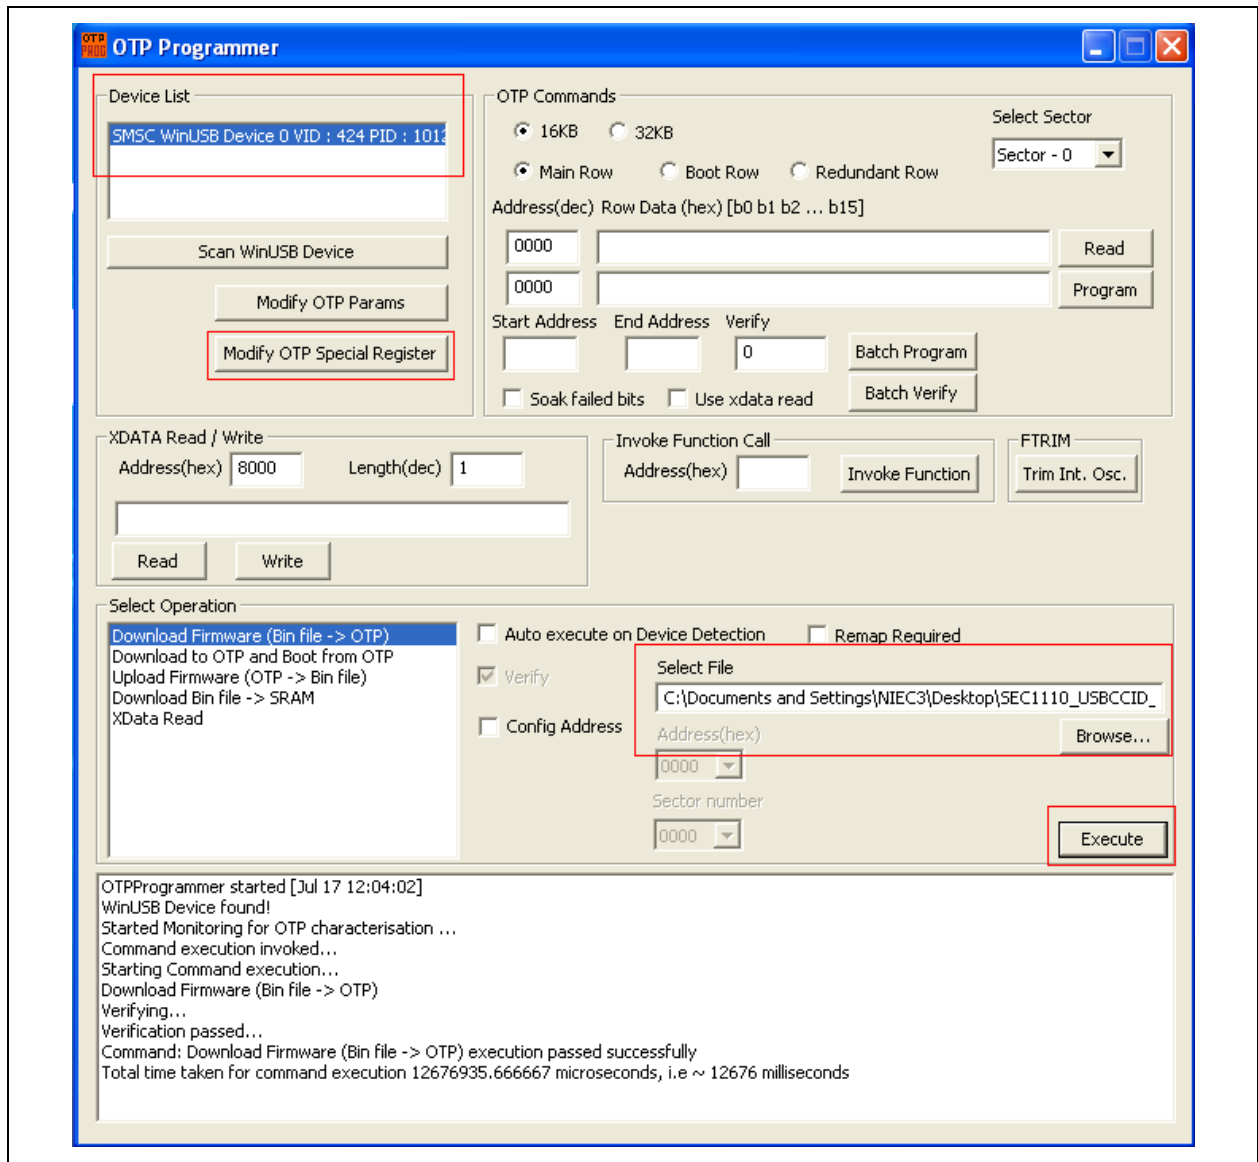 OTP PROG OTP Programmer
Device List
SMSC WinUSB Device 0 VID : 424 PID : 1012
Scan WinUSB Device
Modify OTP Params
Modify OTP Special Register
OTP Commands
16KB 32KB
Select Sector
Sector - 0
Main Row Boot Row Redundant Row
Address(dec) Row Data (hex) [b0 b1 b2 ... b15]
0000 Read
0000 Program
Start Address End Address Verify
0 Batch Program
Soak failed bits Use xdata read Batch Verify
XDATA Read / Write
Address(hex) 8000 Length(dec) 1
Read Write
Invoke Function Call
Address(hex) Invoke Function
FTRIM
Trim Int. Osc.
Select Operation
Download Firmware (Bin file -> OTP)
Download to OTP and Boot from OTP
Upload Firmware (OTP -> Bin file)
Download Bin file -> SRAM
XData Read
Auto execute on Device Detection Remap Required
Verify
Config Address
Select File
C:\Documents and Settings\NIEC3\Desktop\SEC1110_USBCCID_
Address(hex) Browse...
0000
Sector number
0000
Execute
OTPProgrammer started [Jul 17 12:04:02]
WinUSB Device found!
Started Monitoring for OTP characterisation ...
Command execution invoked...
Starting Command execution...
Download Firmware (Bin file -> OTP)
Verifying...
Verification passed...
Command: Download Firmware (Bin file -> OTP) execution passed successfully
Total time taken for command execution 12676935.666667 microseconds, i.e ~ 12676 milliseconds